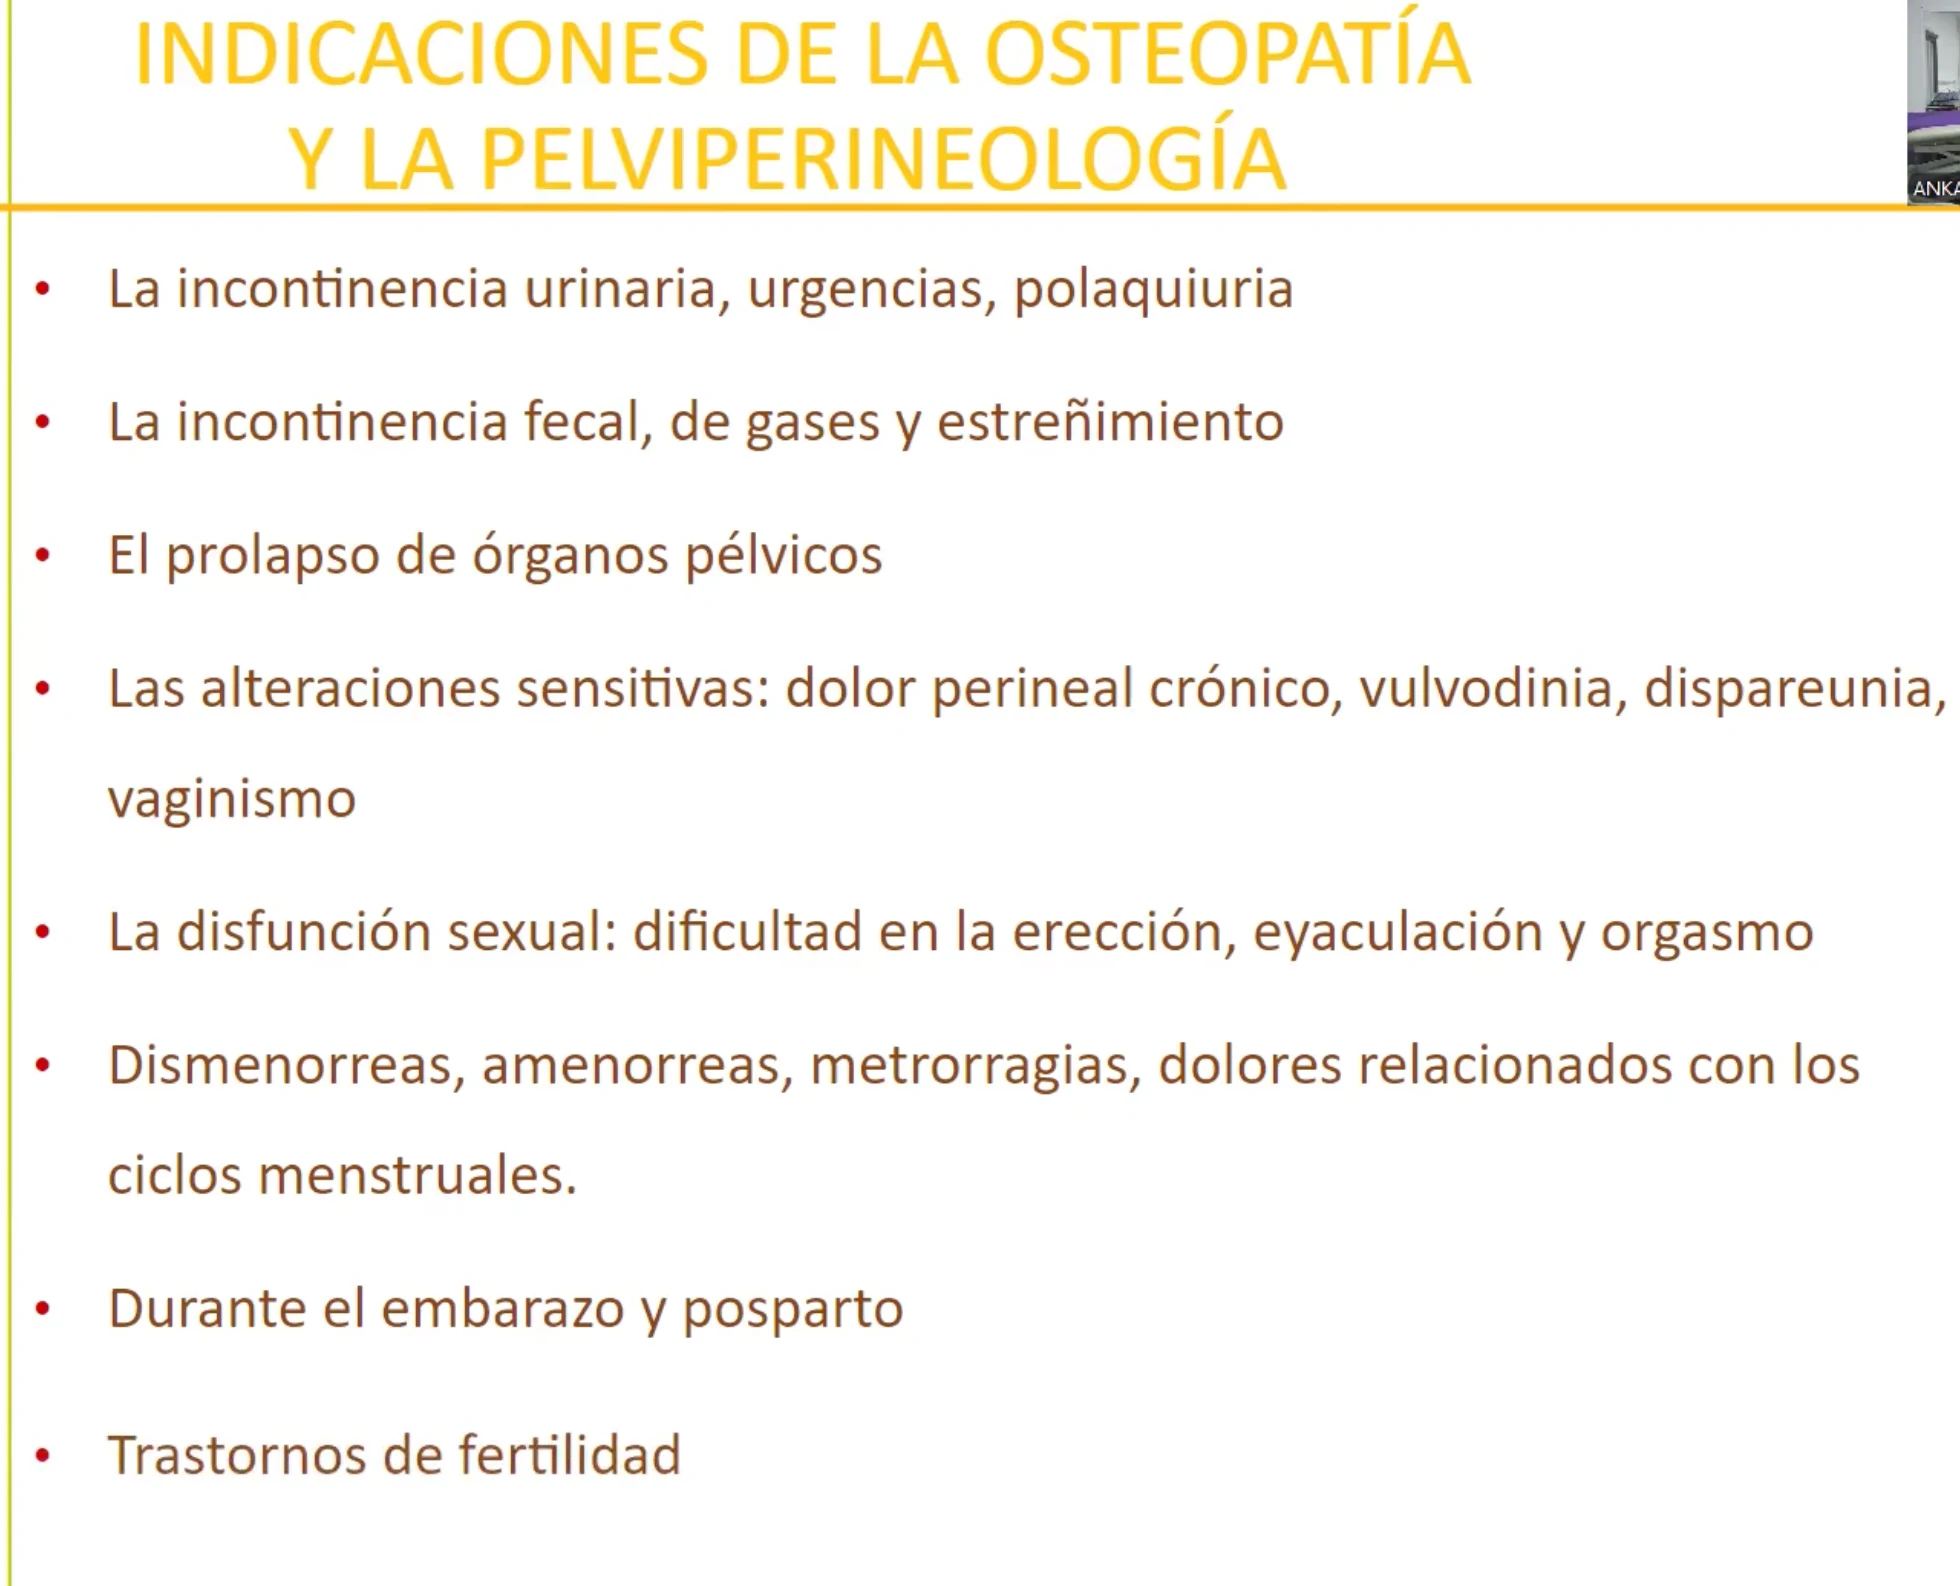 INDICACIONES DE LA OSTEOPATÍA
Y LA PELVIPERINEOLOGÍA
ANKA
• La incontinencia urinaria, urgencias, polaquiuria
• La incontinencia fecal, de gases y estreñimiento
• El prolapso de órganos pélvicos
• Las alteraciones sensitivas: dolor perineal crónico, vulvodinia, dispareunia,
vaginismo
• La disfunción sexual: dificultad en la erección, eyaculación y orgasmo
• Dismenorreas, amenorreas, metrorragias, dolores relacionados con los
ciclos menstruales.
• Durante el embarazo y posparto
• Trastornos de fertilidad